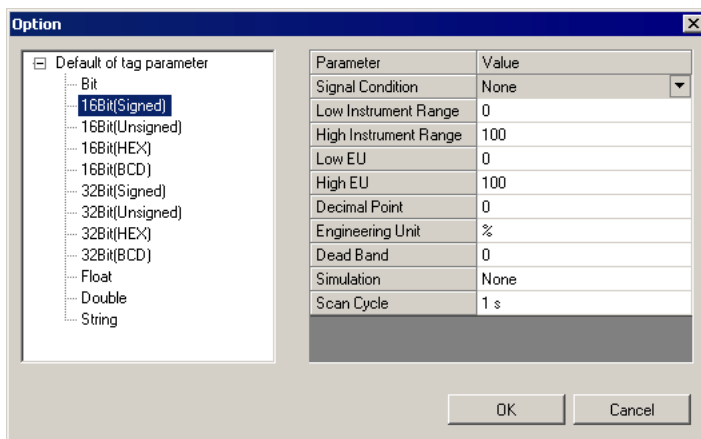 Option
Default of tag parameter
Bit
16Bit(Signed)
16Bit(Unsigned)
16Bit(HEX)
16Bit(BCD)
32Bit(Signed)
32Bit(Unsigned)
32Bit(HEX)
32Bit(BCD)
Float
Double
String
Parameter Value
Signal Condition None
Low Instrument Range 0
High Instrument Range 100
Low EU 0
High EU 100
Decimal Point 0
Engineering Unit %
Dead Band 0
Simulation None
Scan Cycle 1 s
OK Cancel